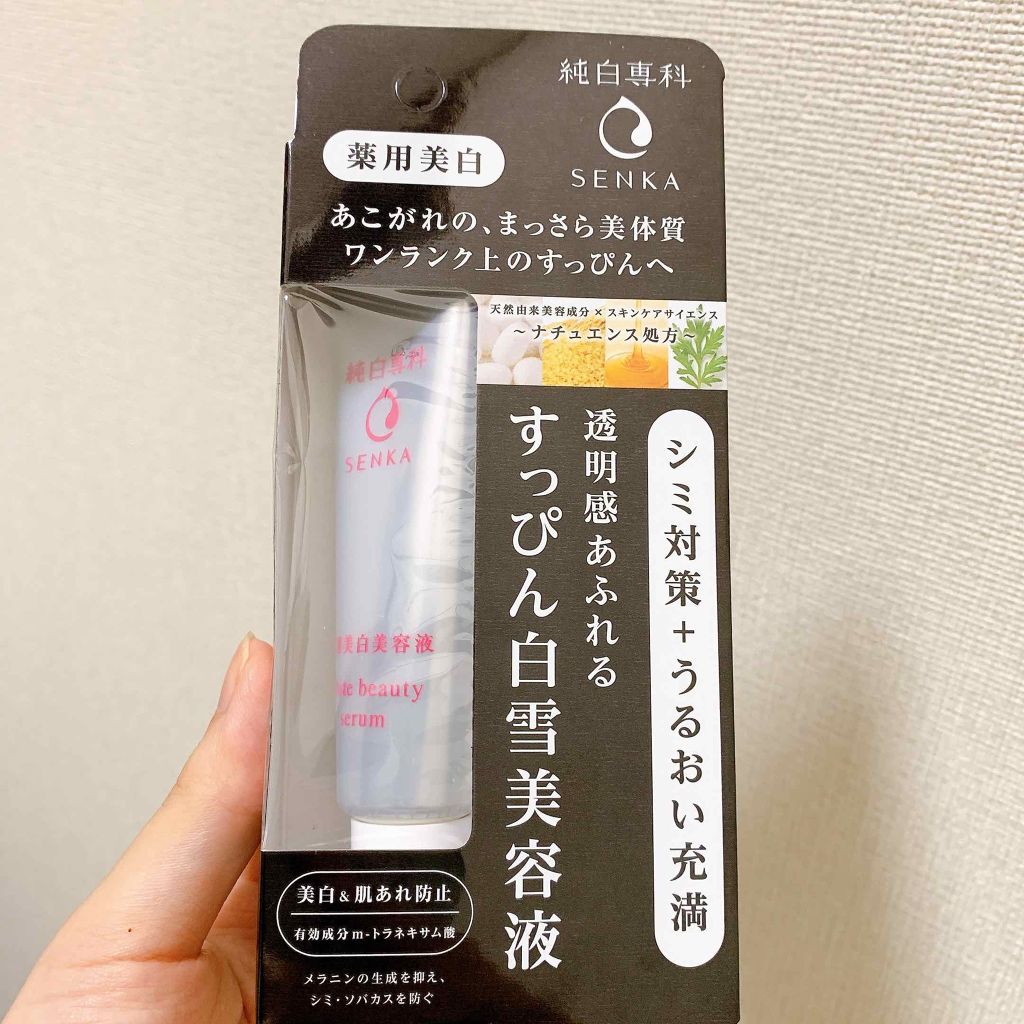 純白専科
SENKA
薬用美白
あこがれの、まっさら美体質
ワンランク上のすっぴんへ
天然由来美容成分×スキンケアサイエンス
～ナチュエンス処方～
シミ対策+うるおい充満
透明感あふれる
すっぴん白雪美容液
純白専科
SENKA
美白美容液
beauty
serum
美白&肌あれ防止
有効成分m-トラネキサム酸
メラニンの生成を抑え、
シミ・ソバカスを防ぐ